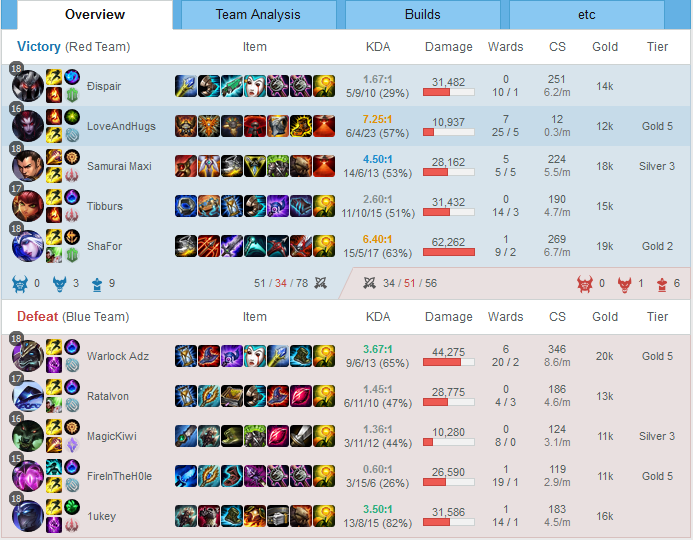 Overview Team Analysis Builds etc
Victory (Red Team) Item KDA Damage Wards CS Gold Tier
18 Ðispair 1.67:1 31,482 0 251 14k
5/9/10 (29%) 10 / 1 6.2/m
16 LoveAndHugs 7.25:1 10,937 7 12 12k Gold 5
6/4/23 (57%) 25 / 5 0.3/m
18 Samurai Maxi 4.50:1 28,162 5 224 18k Silver 3
14/6/13 (53%) 5 / 5 5.5/m
17 Tibburs 2.60:1 31,432 0 190 15k
11/10/15 (51%) 14 / 3 4.7/m
18 ShaFor 6.40:1 62,262 1 269 19k Gold 2
15/5/17 (63%) 9 / 2 6.7/m
0 3 9 51 / 34 / 78 34 / 51 / 56 0 1 6
Defeat (Blue Team) Item KDA Damage Wards CS Gold Tier
18 Warlock Adz 3.67:1 44,275 6 346 20k Gold 5
9/6/13 (65%) 20 / 2 8.6/m
17 Ratalvon 1.45:1 28,775 0 186 13k
6/11/10 (47%) 4 / 3 4.6/m
16 MagicKiwi 1.36:1 10,280 0 124 11k Silver 3
3/11/12 (44%) 8 / 0 3.1/m
15 FireInTheH0le 0.60:1 26,590 1 119 11k Gold 5
3/15/6 (26%) 19 / 1 2.9/m
18 1ukey 3.50:1 31,586 1 183 16k
13/8/15 (82%) 14 / 1 4.5/m